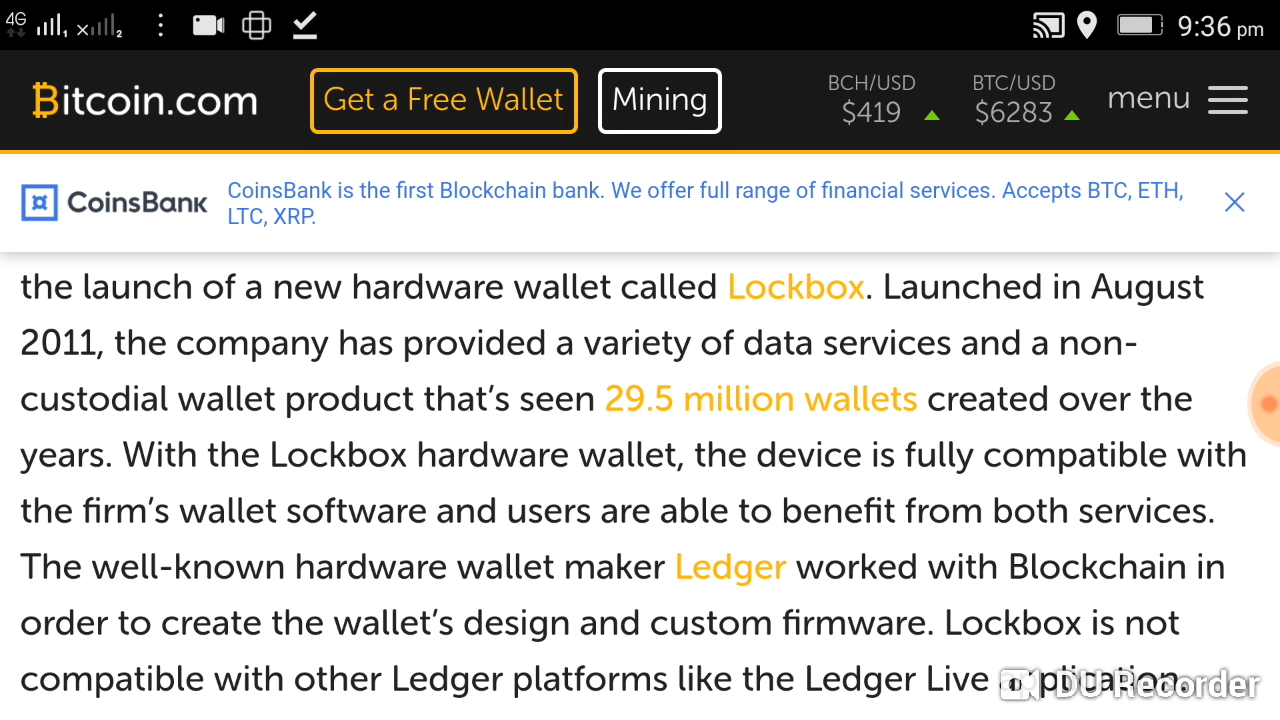 4G 1 x 2 9:36 pm
Bitcoin.com Get a Free Wallet Mining BCH/USD $419 BTC/USD $6283 menu
CoinsBank CoinsBank is the first Blockchain bank. We offer full range of financial services. Accepts BTC, ETH,
LTC, XRP.
the launch of a new hardware wallet called Lockbox. Launched in August
2011, the company has provided a variety of data services and a non-
custodial wallet product that’s seen 29.5 million wallets created over the
years. With the Lockbox hardware wallet, the device is fully compatible with
the firm’s wallet software and users are able to benefit from both services.
The well-known hardware wallet maker Ledger worked with Blockchain in
order to create the wallet’s design and custom firmware. Lockbox is not
compatible with other Ledger platforms like the Ledger Live application.
DU Recorder